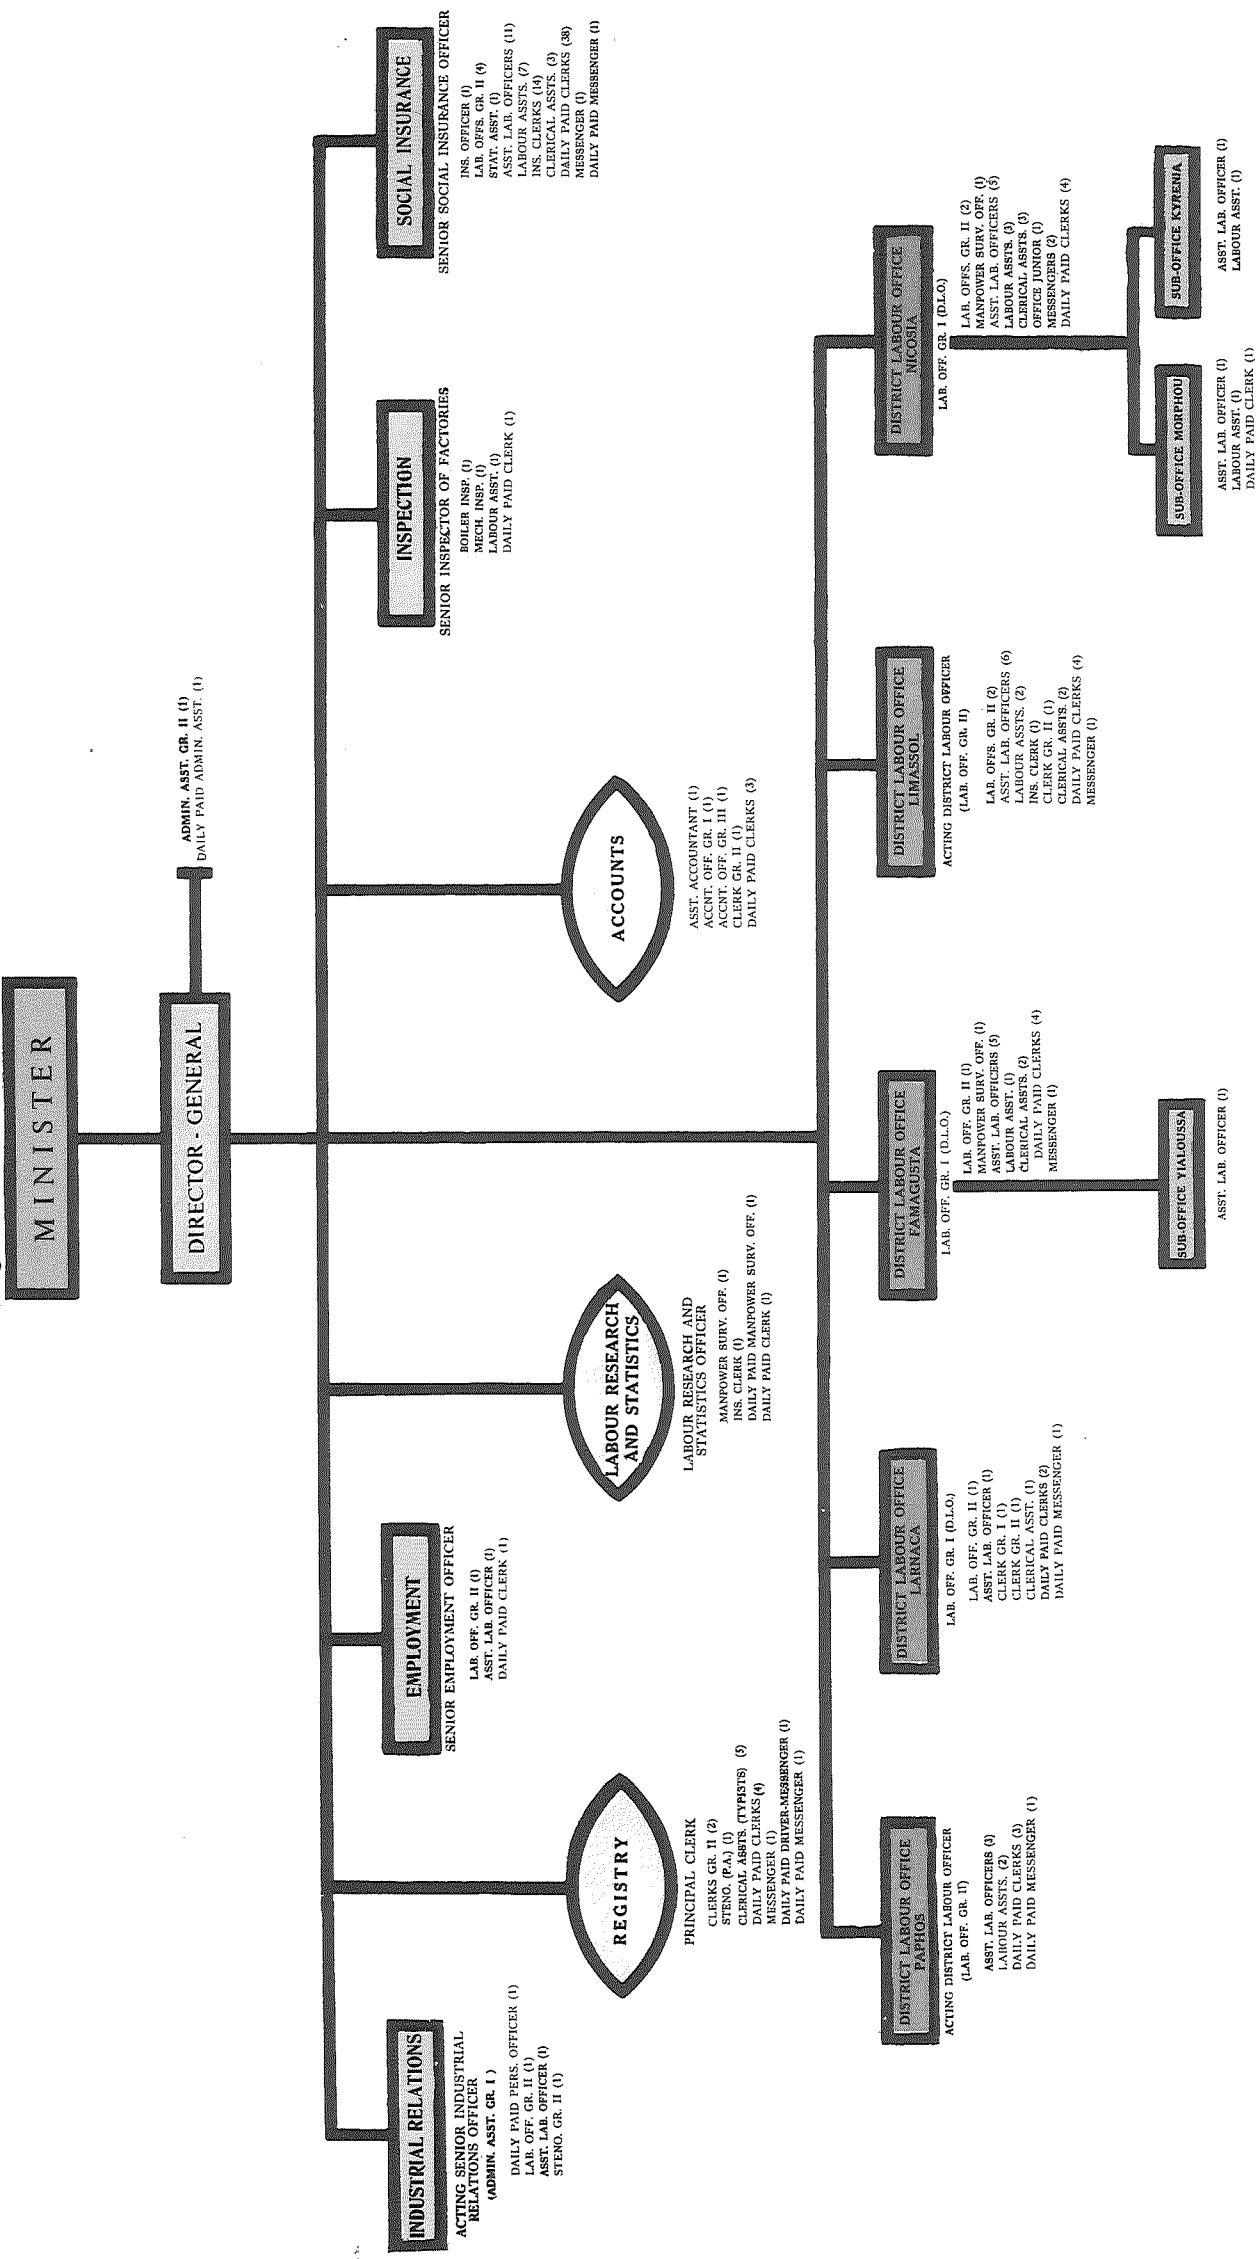 MINISTER
DIRECTOR - GENERAL
ADMIN. ASST. GR. II (1)
DAILY PAID ADMIN. ASST. (1)
INDUSTRIAL RELATIONS
ACTING SENIOR INDUSTRIAL
RELATIONS OFFICER
(ADMIN. ASST. GR. I)
DAILY PAID PERS. OFFICER (1)
LAB. OFF. GR. II (1)
ASST. LAB. OFFICER (1)
STENO. GR. II (1)
REGISTRY
PRINCIPAL CLERK
CLERKS GR. II (2)
STENO. (P.A.) (1)
CLERICAL ASSTS. (TYPISTS) (5)
DAILY PAID CLERKS (4)
MESSENGER (1)
DAILY PAID DRIVER-MESSENGER (1)
DAILY PAID MESSENGER (1)
EMPLOYMENT
SENIOR EMPLOYMENT OFFICER
LAB. OFF. GR. II (1)
ASST. LAB. OFFICER (1)
DAILY PAID CLERK (1)
LABOUR RESEARCH
AND STATISTICS
LABOUR RESEARCH AND
STATISTICS OFFICER
MANPOWER SURV. OFF. (1)
INS. CLERK (1)
DAILY PAID MANPOWER SURV. OFF. (1)
DAILY PAID CLERK (1)
ACCOUNTS
ASST. ACCOUNTANT (1)
ACCNT. OFF. GR. I (1)
ACCNT. OFF. GR. III (1)
CLERK GR. II (1)
DAILY PAID CLERKS (3)
INSPECTION
SENIOR INSPECTOR OF FACTORIES
BOILER INSP. (1)
MECH. INSP. (1)
LABOUR ASST. (1)
DAILY PAID CLERK (1)
SOCIAL INSURANCE
SENIOR SOCIAL INSURANCE OFFICER
INS. OFFICER (1)
LAB. OFFS. GR. II (4)
STAT. ASST. (1)
ASST. LAB. OFFICERS (11)
LABOUR ASSTS. (7)
INS. CLERKS (14)
CLERICAL ASSTS. (3)
DAILY PAID CLERKS (38)
MESSENGER (1)
DAILY PAID MESSENGER (1)
DISTRICT LABOUR OFFICE
PAPHOS
ACTING DISTRICT LABOUR OFFICER
(LAB. OFF. GR. II)
ASST. LAB. OFFICERS (3)
LABOUR ASSTS. (2)
DAILY PAID CLERKS (3)
DAILY PAID MESSENGER (1)
DISTRICT LABOUR OFFICE
LARNACA
LAB. OFF. GR. I (D.L.O.)
LAB. OFF. GR. II (1)
ASST. LAB. OFFICER (1)
CLERK GR. I (1)
CLERK GR. II (1)
CLERICAL ASST. (1)
DAILY PAID CLERKS (2)
DAILY PAID MESSENGER (1)
DISTRICT LABOUR OFFICE
FAMAGUSTA
LAB. OFF. GR. I (D.L.O.)
LAB. OFF. GR. II (1)
MANPOWER SURV. OFF. (1)
ASST. LAB. OFFICERS (5)
LABOUR ASST. (1)
CLERICAL ASSTS. (2)
DAILY PAID CLERKS (4)
MESSENGER (1)
SUB-OFFICE YIALOUSSA
ASST. LAB. OFFICER (1)
DISTRICT LABOUR OFFICE
LIMASSOL
ACTING DISTRICT LABOUR OFFICER
(LAB. OFF. GR. II)
LAB. OFFS. GR. II (2)
ASST. LAB. OFFICERS (6)
LABOUR ASSTS. (2)
INS. CLERK (1)
CLERK GR. II (1)
CLERICAL ASSTS. (2)
DAILY PAID CLERKS (4)
MESSENGER (1)
DISTRICT LABOUR OFFICE
NICOSIA
LAB. OFF. GR. I (D.L.O.)
LAB. OFFS. GR. II (2)
MANPOWER SURV. OFF. (1)
ASST. LAB. OFFICERS (5)
LABOUR ASSTS. (3)
CLERICAL ASSTS. (3)
OFFICE JUNIOR (1)
MESSENGERS (2)
DAILY PAID CLERKS (4)
SUB-OFFICE MORPHOU
ASST. LAB. OFFICER (1)
LABOUR ASST. (1)
DAILY PAID CLERK (1)
SUB-OFFICE KYRENIA
ASST. LAB. OFFICER (1)
LABOUR ASST. (1)